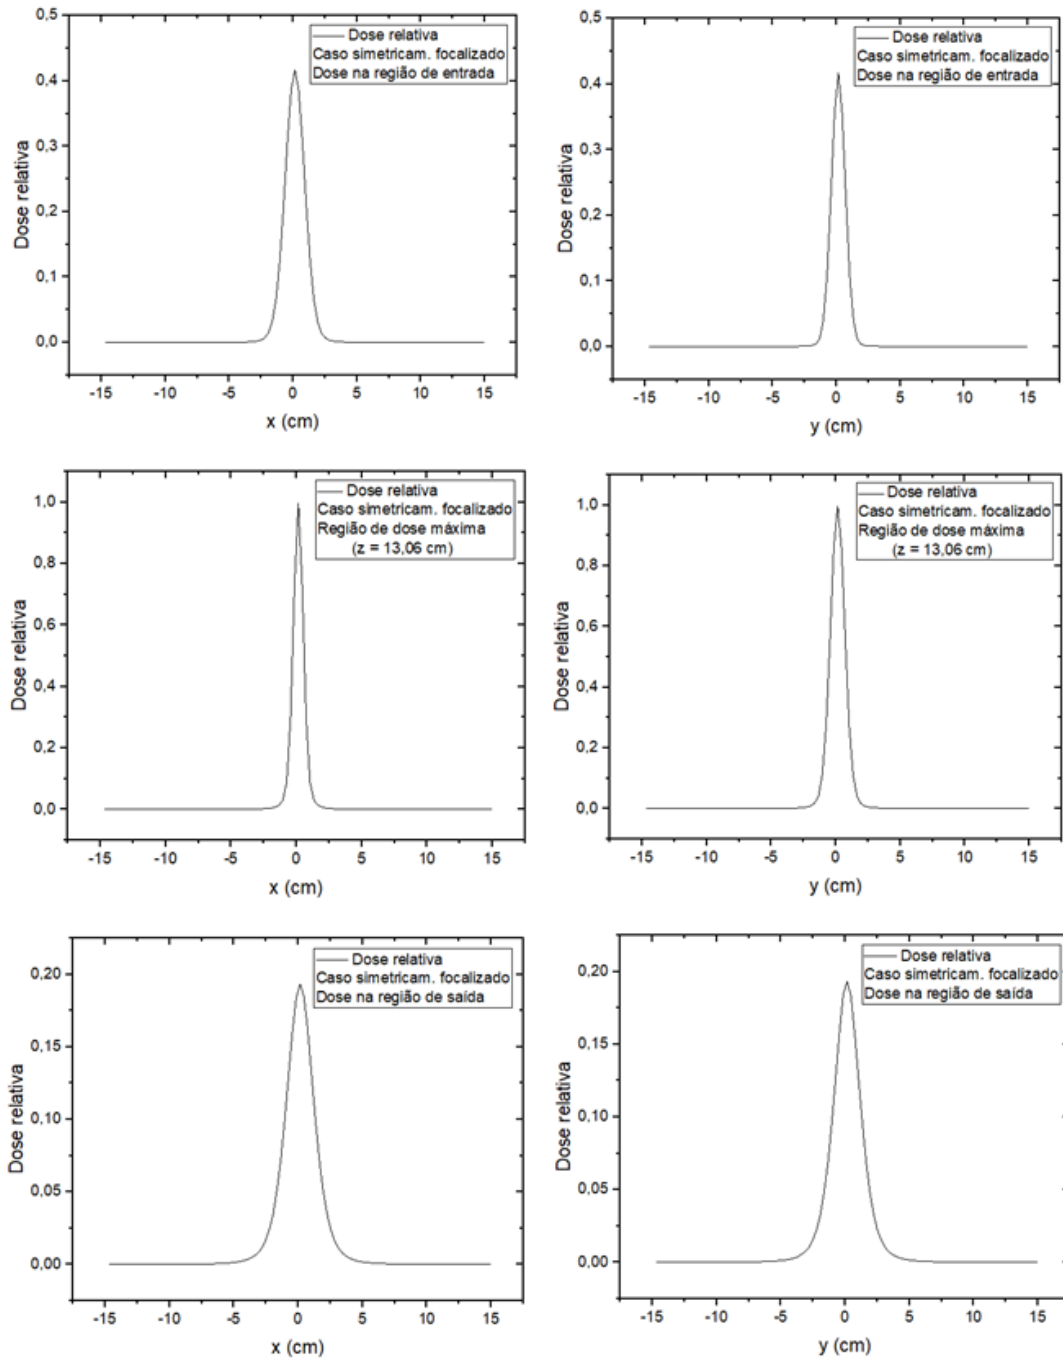 0,5
0,4
0,3
0,2
0,1
0,0
Dose relativa
Dose relativa
Caso simetricam. focalizado
Dose na região de entrada
-15 -10 -5 0 5 10 15
x (cm)
0,5
0,4
0,3
0,2
0,1
0,0
Dose relativa
Dose relativa
Caso simetricam. focalizado
Dose na região de entrada
-15 -10 -5 0 5 10 15
y (cm)
1,0
0,8
0,6
0,4
0,2
0,0
Dose relativa
Dose relativa
Caso simetricam. focalizado
Região de dose máxima
(z = 13,06 cm)
-15 -10 -5 0 5 10 15
x (cm)
1,0
0,8
0,6
0,4
0,2
0,0
Dose relativa
Dose relativa
Caso simetricam. focalizado
Região de dose máxima
(z = 13,06 cm)
-15 -10 -5 0 5 10 15
y (cm)
0,20
0,15
0,10
0,05
0,00
Dose relativa
Dose relativa
Caso simetricam. focalizado
Dose na região de saída
-15 -10 -5 0 5 10 15
x (cm)
0,20
0,15
0,10
0,05
0,00
Dose relativa
Dose relativa
Caso simetricam. focalizado
Dose na região de saída
-15 -10 -5 0 5 10 15
y (cm)